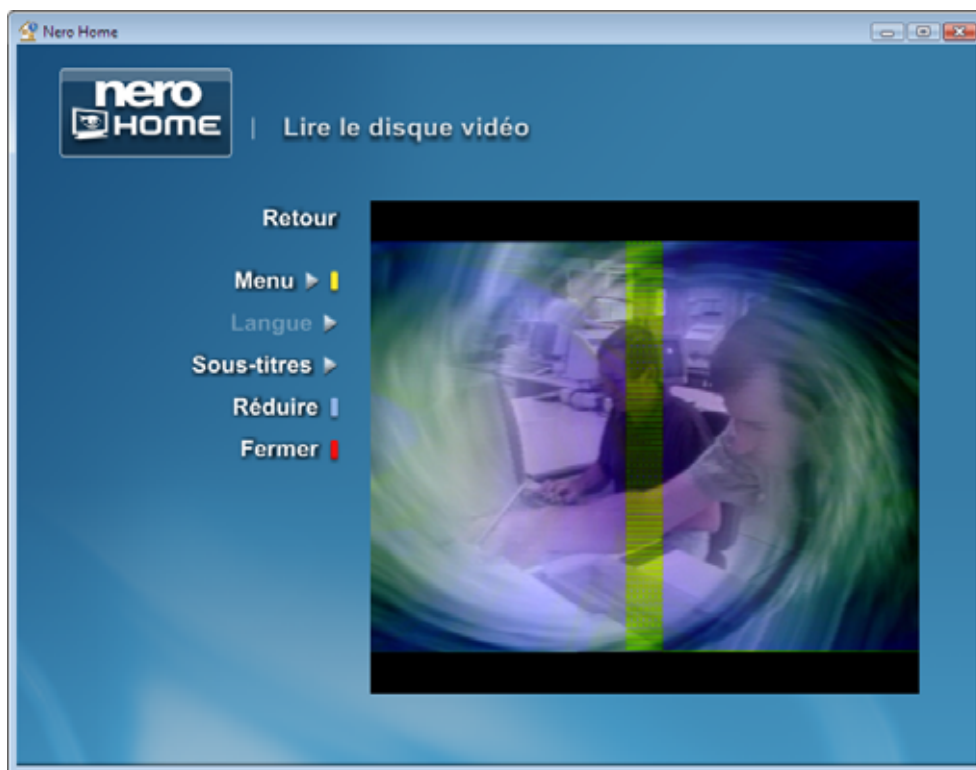 Nero Home
nero
HOME
| Lire le disque vidéo
Retour
Menu
Langue
Sous-titres
Réduire
Fermer